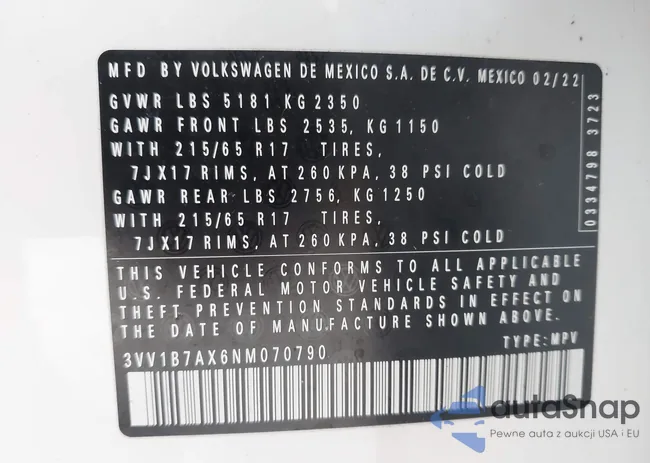 MFD BY VOLKSWAGEN DE MEXICO S.A. DE C.V. MEXICO 02/22
GVWR LBS 5181 KG 2350
GAWR FRONT LBS 2535, KG 1150
WITH 215/65 R17 TIRES,
7JX17 RIMS, AT 260 KPA, 38 PSI COLD
GAWR REAR LBS 2756, KG 1250
WITH 215/65 R17 TIRES,
7JX17 RIMS, AT 260 KPA, 38 PSI COLD
0334798 3723
THIS VEHICLE CONFORMS TO ALL APPLICABLE
U.S. FEDERAL MOTOR VEHICLE SAFETY AND
THEFT PREVENTION STANDARDS IN EFFECT ON
THE DATE OF MANUFACTURE SHOWN ABOVE.
3VV1B7AX6NM070790
TYPE: MPV
autoSnap
Pewne auta z aukcji USA i EU